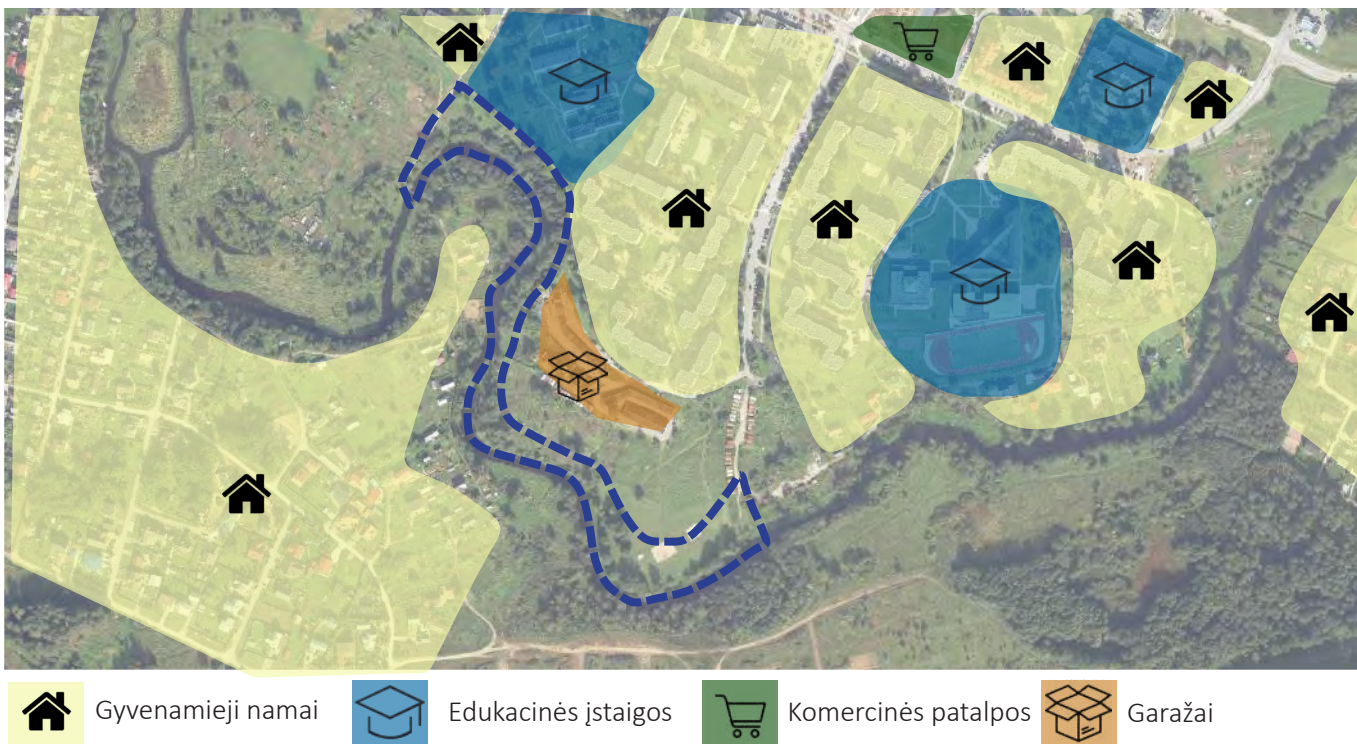 Gyvenamieji namai
Edukacinės įstaigos
Komercinės patalpos
Garažai